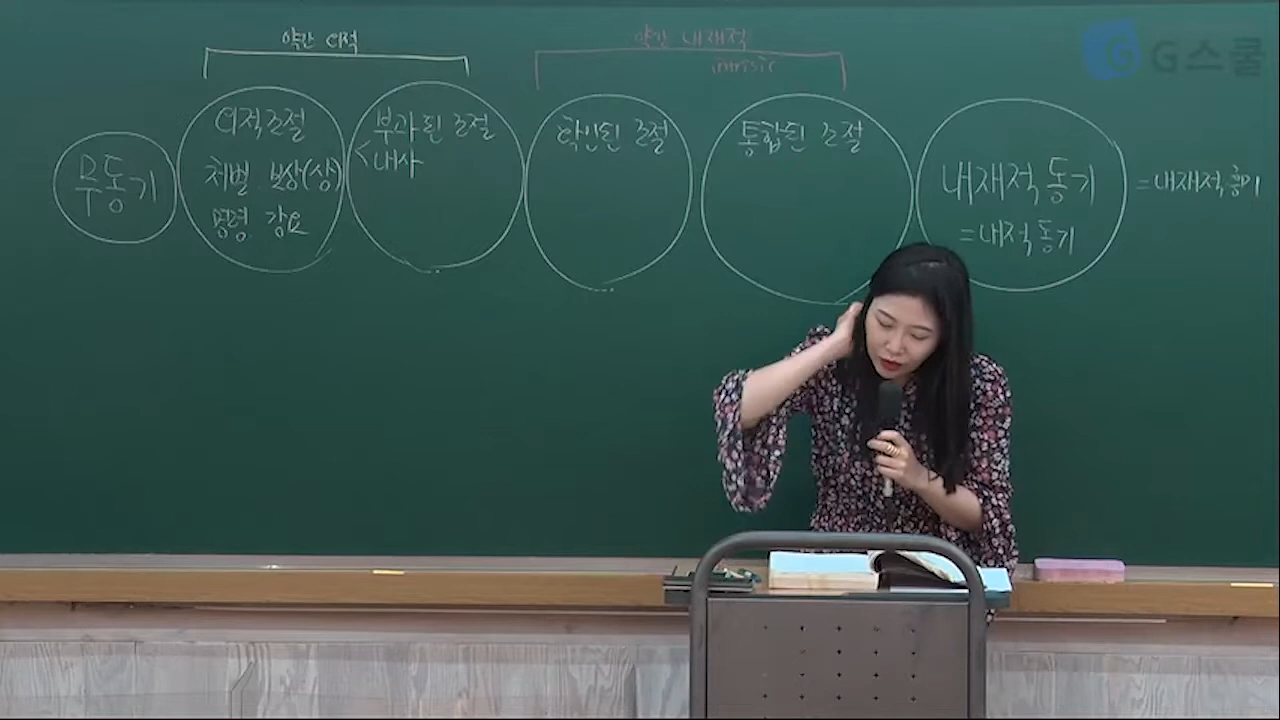 약간 외적
약간 내재적
intrisic
G스쿨
무동기
외적조절
처벌 보상(상)
명령 강요
부과된 조절
<내사
확인된 조절
통합된 조절
내재적 동기
=내적동기
=내재적 흥미